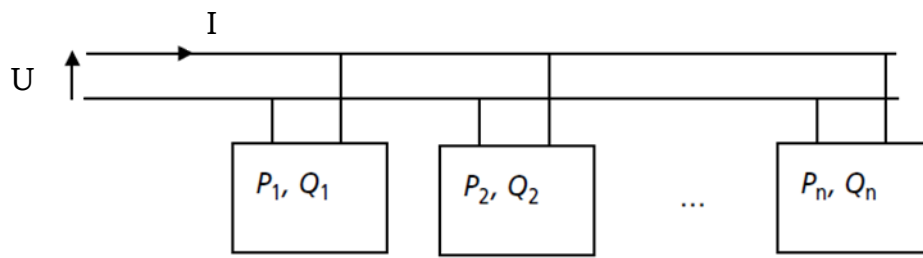 I
U
P₁, Q₁
P₂, Q₂
...
Pₙ, Qₙ